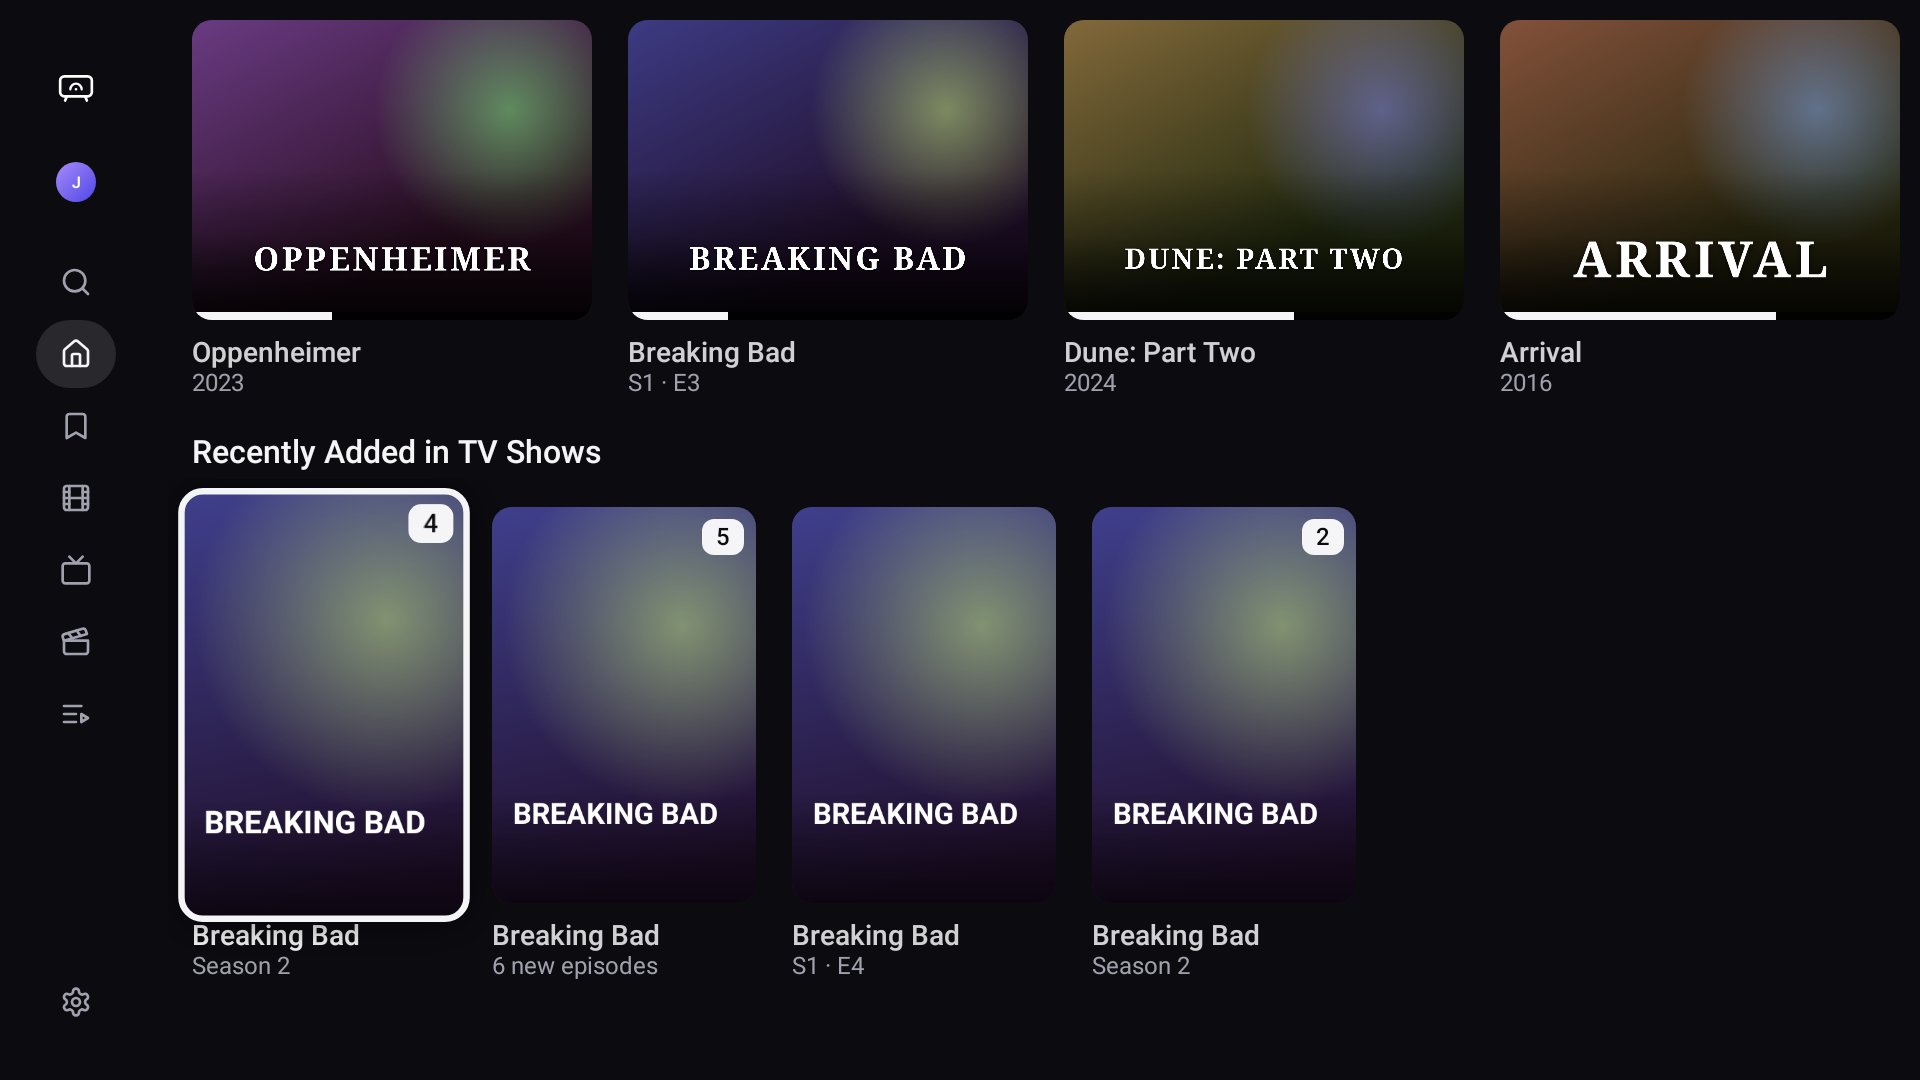 J
OPPENHEIMER
BREAKING BAD
DUNE: PART TWO
ARRIVAL
Oppenheimer
2023
Breaking Bad
S1 · E3
Dune: Part Two
2024
Arrival
2016
Recently Added in TV Shows
4
BREAKING BAD
Breaking Bad
Season 2
5
BREAKING BAD
Breaking Bad
6 new episodes
BREAKING BAD
Breaking Bad
S1 · E4
2
BREAKING BAD
Breaking Bad
Season 2